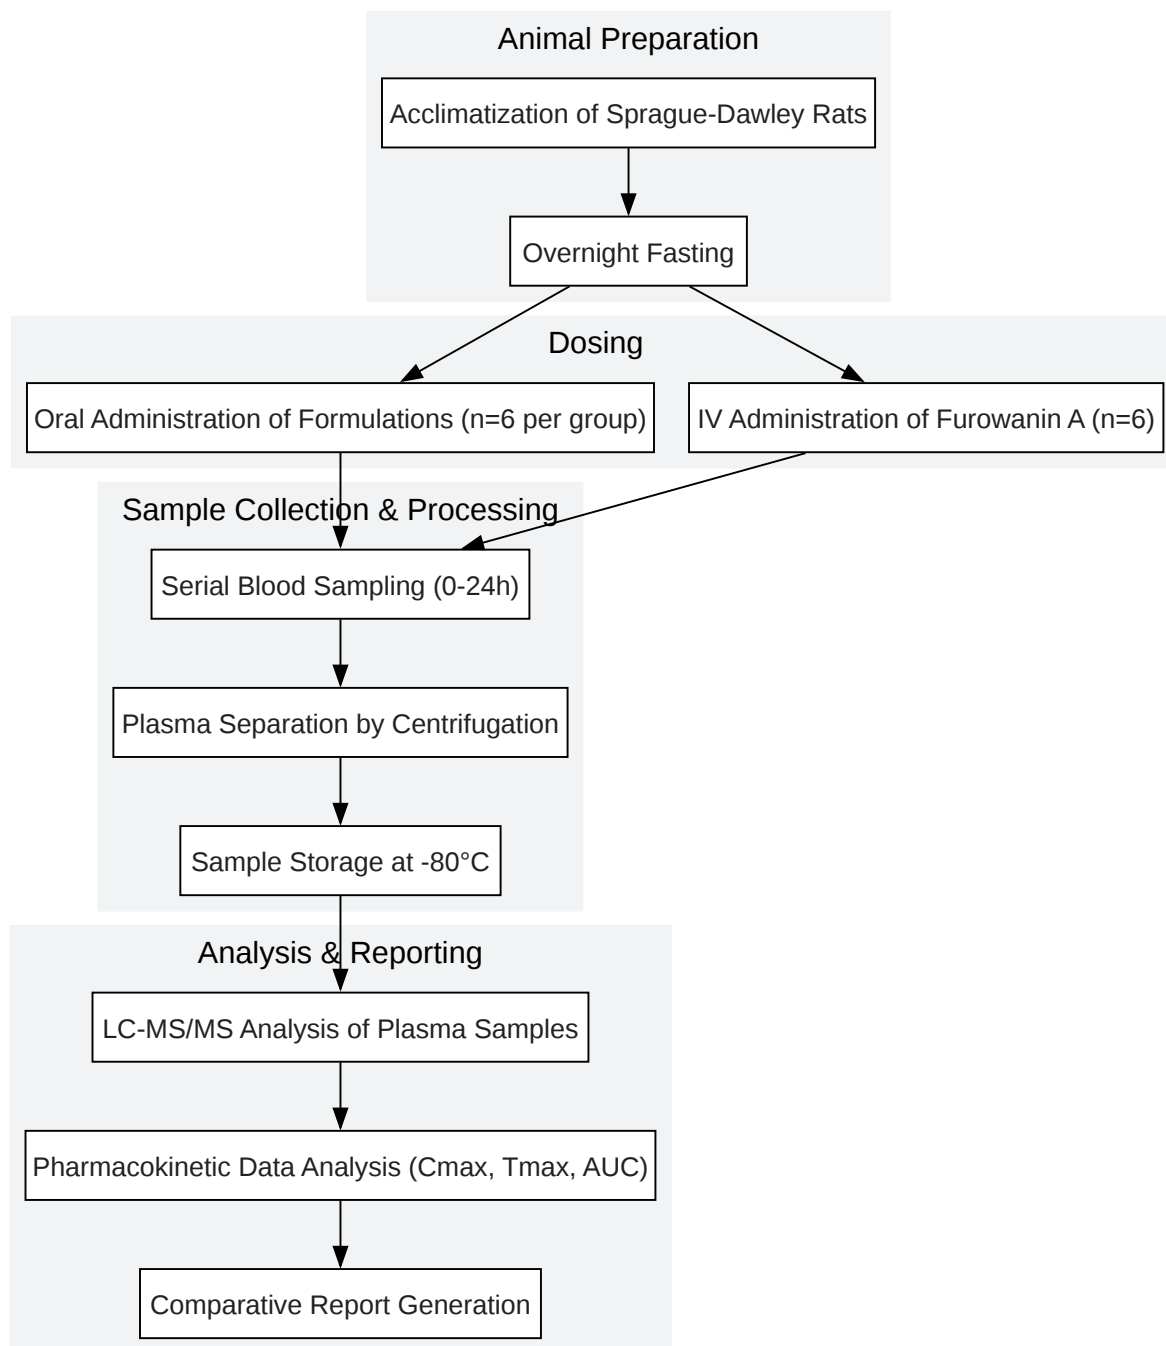 Animal Preparation
Acclimatization of Sprague-Dawley Rats
Overnight Fasting
Dosing
Oral Administration of Formulations (n=6 per group)
IV Administration of Furowanin A (n=6)
Sample Collection & Processing
Serial Blood Sampling (0-24h)
Plasma Separation by Centrifugation
Sample Storage at -80°C
Analysis & Reporting
LC-MS/MS Analysis of Plasma Samples
Pharmacokinetic Data Analysis (Cmax, Tmax, AUC)
Comparative Report Generation